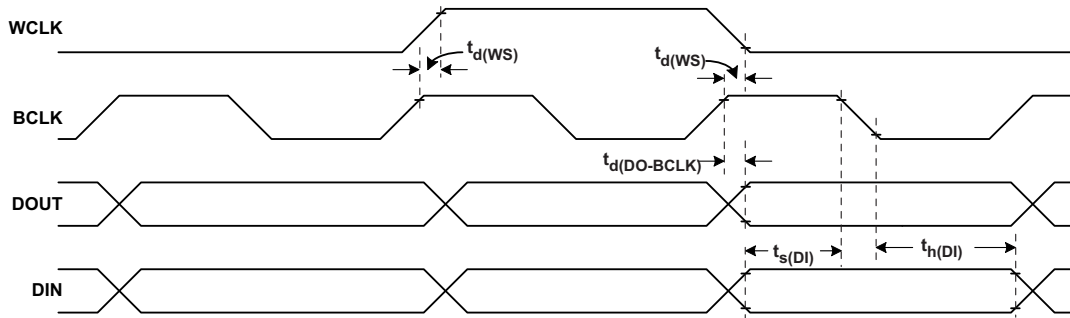 WCLK
t_d(WS)
t_d(WS)
BCLK
t_d(DO-BCLK)
DOUT
t_s(DI)
t_h(DI)
DIN